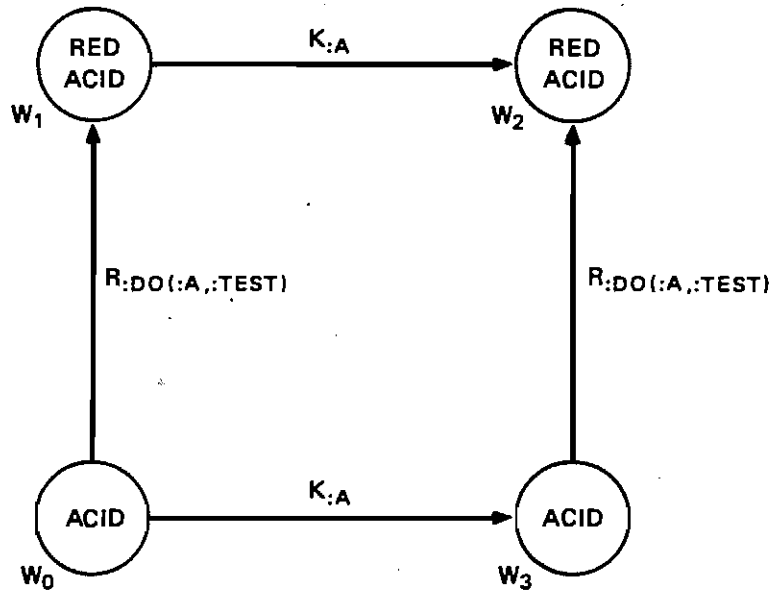 RED
ACID
K:A
RED
ACID
W1
W2
R:DO(:A,:TEST)
R:DO(:A,:TEST)
ACID
K:A
ACID
W0
W3